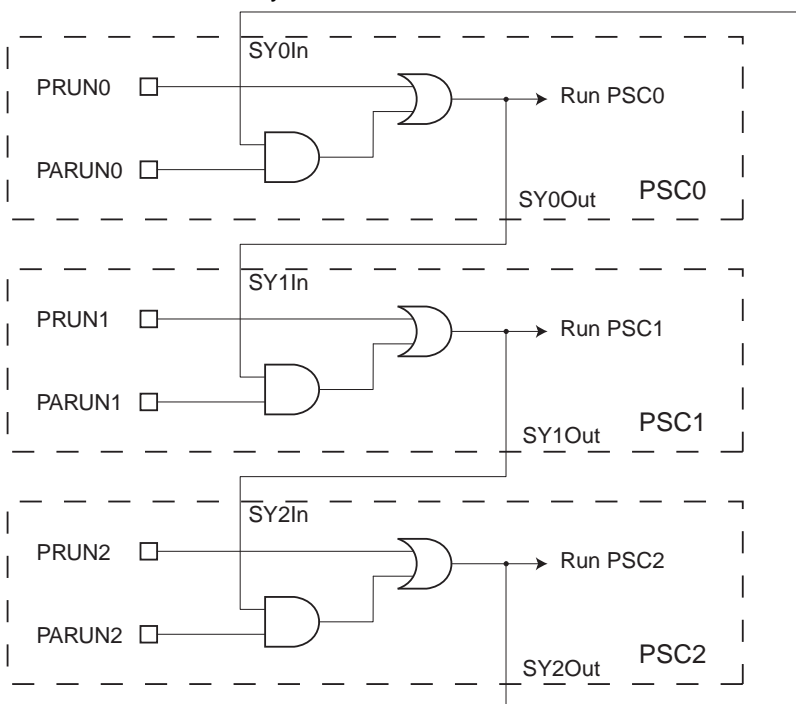 SY0In
PRUN0
Run PSC0
PARUN0
PSC0
SY0Out
SY1In
PRUN1
Run PSC1
PARUN1
PSC1
SY1Out
SY2In
PRUN2
Run PSC2
PARUN2
PSC2
SY2Out